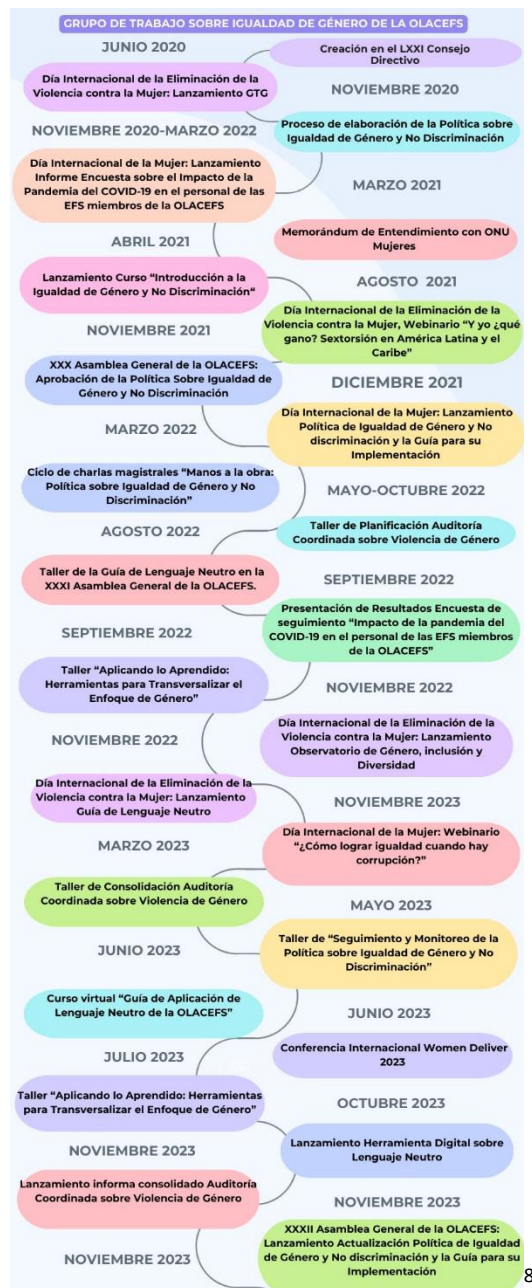 GRUPO DE TRABAJO SOBRE IGUALDAD DE GÉNERO DE LA OLACEFS
JUNIO 2020
Creación en el LXXI Consejo
Directivo
Día Internacional de la Eliminación de la
Violencia contra la Mujer: Lanzamiento GTG
NOVIEMBRE 2020
Proceso de elaboración de la Política sobre
Igualdad de Género y No Discriminación
NOVIEMBRE 2020-MARZO 2022
Día Internacional de la Mujer: Lanzamiento
Informe Encuesta sobre el Impacto de la
Pandemia del COVID-19 en el personal de las
EFS miembros de la OLACEFS
MARZO 2021
Memorándum de Entendimiento con ONU
Mujeres
ABRIL 2021
Lanzamiento Curso “Introducción a la
Igualdad de Género y No Discriminación“
AGOSTO 2021
Día Internacional de la Eliminación de la
Violencia contra la Mujer, Webinario “Y yo ¿qué
gano? Sextorsión en América Latina y el
Caribe”
NOVIEMBRE 2021
XXX Asamblea General de la OLACEFS:
Aprobación de la Política Sobre Igualdad de
Género y No Discriminación
DICIEMBRE 2021
Día Internacional de la Mujer: Lanzamiento
Política de Igualdad de Género y No
discriminación y la Guía para su
Implementación
MARZO 2022
Ciclo de charlas magistrales “Manos a la obra:
Política sobre Igualdad de Género y No
Discriminación”
MAYO-OCTUBRE 2022
Taller de Planificación Auditoría
Coordinada sobre Violencia de Género
AGOSTO 2022
Taller de la Guía de Lenguaje Neutro en la
XXXI Asamblea General de la OLACEFS.
SEPTIEMBRE 2022
Presentación de Resultados Encuesta de
seguimiento “Impacto de la pandemia del
COVID-19 en el personal de las EFS miembros
de la OLACEFS”
SEPTIEMBRE 2022
Taller “Aplicando lo Aprendido:
Herramientas para Transversalizar el
Enfoque de Género”
NOVIEMBRE 2022
Día Internacional de la Eliminación de la
Violencia contra la Mujer: Lanzamiento
Observatorio de Género, inclusión y
Diversidad
NOVIEMBRE 2022
Día Internacional de la Eliminación de la
Violencia contra la Mujer: Lanzamiento
Guía de Lenguaje Neutro
NOVIEMBRE 2023
Día Internacional de la Mujer: Webinario
“¿Cómo lograr igualdad cuando hay
corrupción?”
MARZO 2023
Taller de Consolidación Auditoría
Coordinada sobre Violencia de Género
MAYO 2023
Taller de “Seguimiento y Monitoreo de la
Política sobre Igualdad de Género y No
Discriminación”
JUNIO 2023
Curso virtual “Guía de Aplicación de
Lenguaje Neutro de la OLACEFS”
JUNIO 2023
Conferencia Internacional Women Deliver
2023
JULIO 2023
Taller “Aplicando lo Aprendido: Herramientas
para Transversalizar el Enfoque de Género”
OCTUBRE 2023
Lanzamiento Herramienta Digital sobre
Lenguaje Neutro
NOVIEMBRE 2023
Lanzamiento informa consolidado Auditoría
Coordinada sobre Violencia de Género
NOVIEMBRE 2023
XXXII Asamblea General de la OLACEFS:
Lanzamiento Actualización Política de Igualdad
de Género y No discriminación y la Guía para su
Implementación
NOVIEMBRE 2023
8